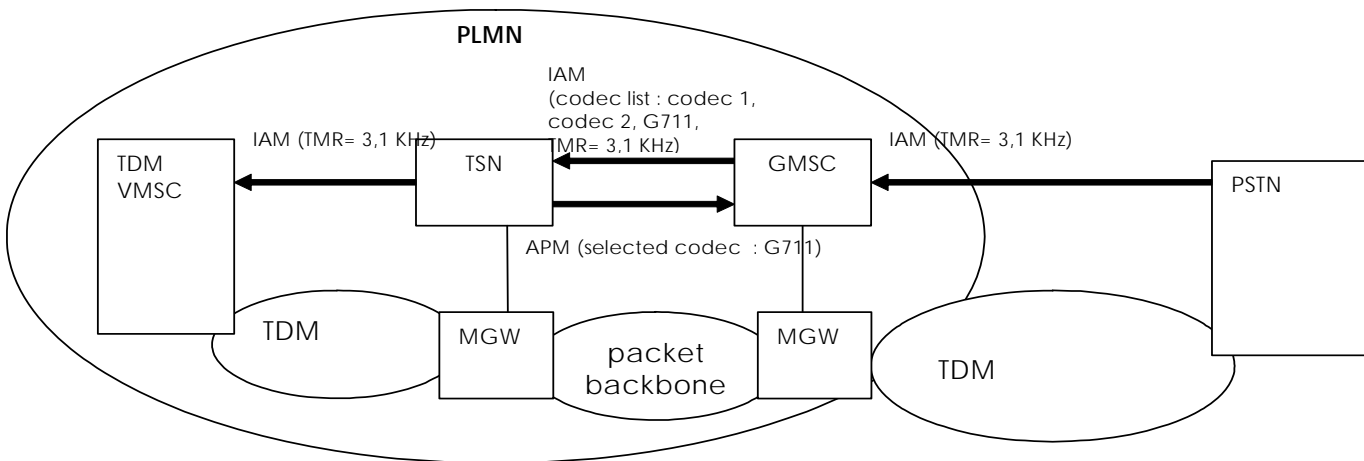 PLMN
IAM
(codec list : codec 1,
codec 2, G711,
TMR= 3,1 KHz)
IAM (TMR= 3,1 KHz)
IAM (TMR= 3,1 KHz)
TDM
VMSC
TSN
GMSC
PSTN
APM (selected codec : G711)
TDM
MGW
packet
backbone
MGW
TDM